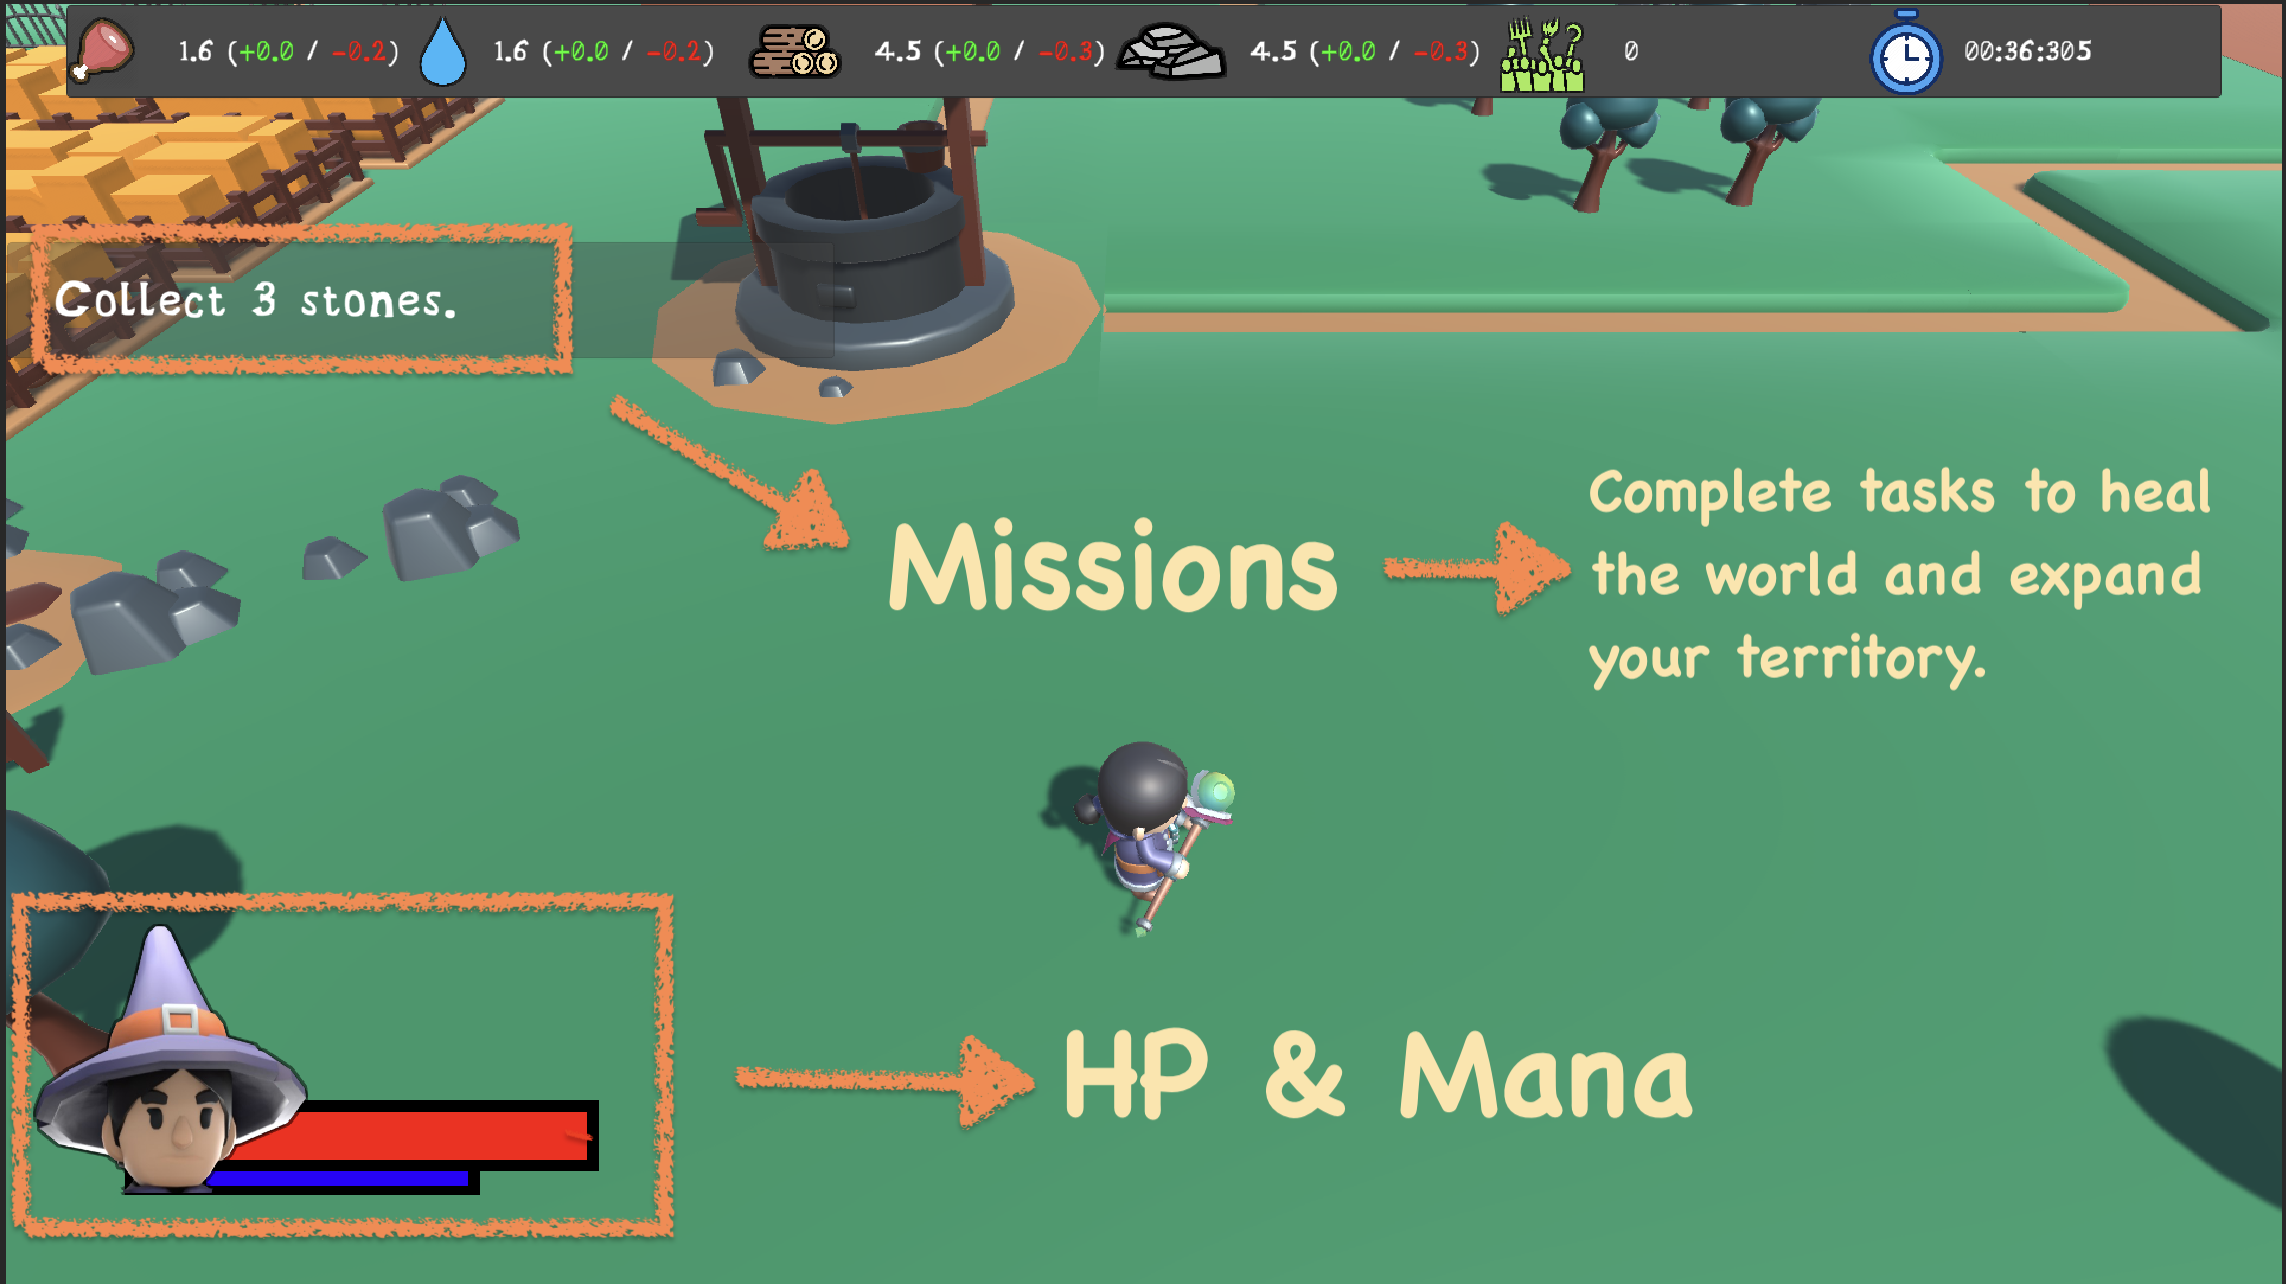 1.6 (+0.0 / -0.2) 1.6 (+0.0 / -0.2) 4.5 (+0.0 / -0.3) 4.5 (+0.0 / -0.3) 0 00:36:305
Collect 3 stones.
Missions
Complete tasks to heal
the world and expand
your territory.
HP & Mana